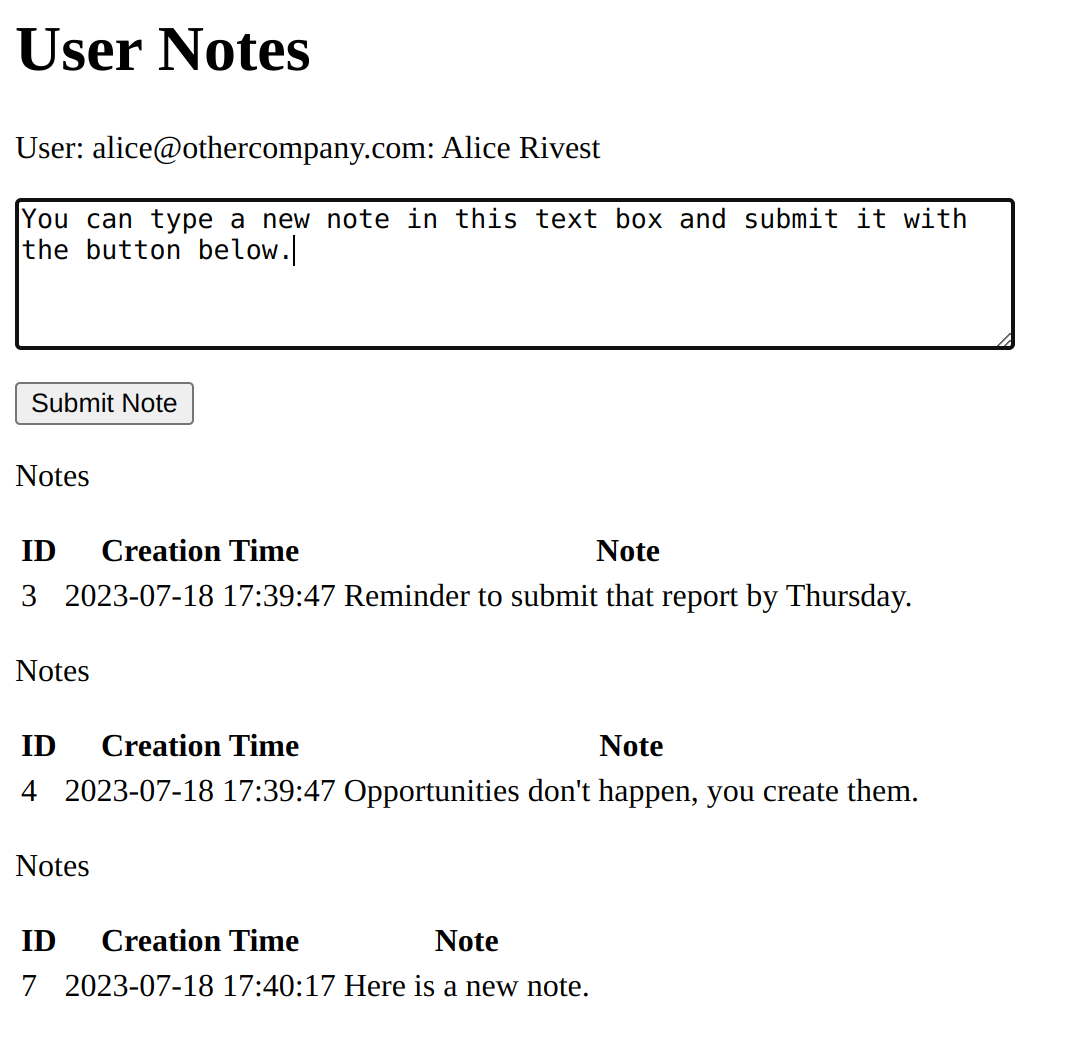 User Notes
User: alice@othercompany.com: Alice Rivest
You can type a new note in this text box and submit it with
the button below.
Submit Note
Notes
ID Creation Time Note
3 2023-07-18 17:39:47 Reminder to submit that report by Thursday.
Notes
ID Creation Time Note
4 2023-07-18 17:39:47 Opportunities don't happen, you create them.
Notes
ID Creation Time Note
7 2023-07-18 17:40:17 Here is a new note.